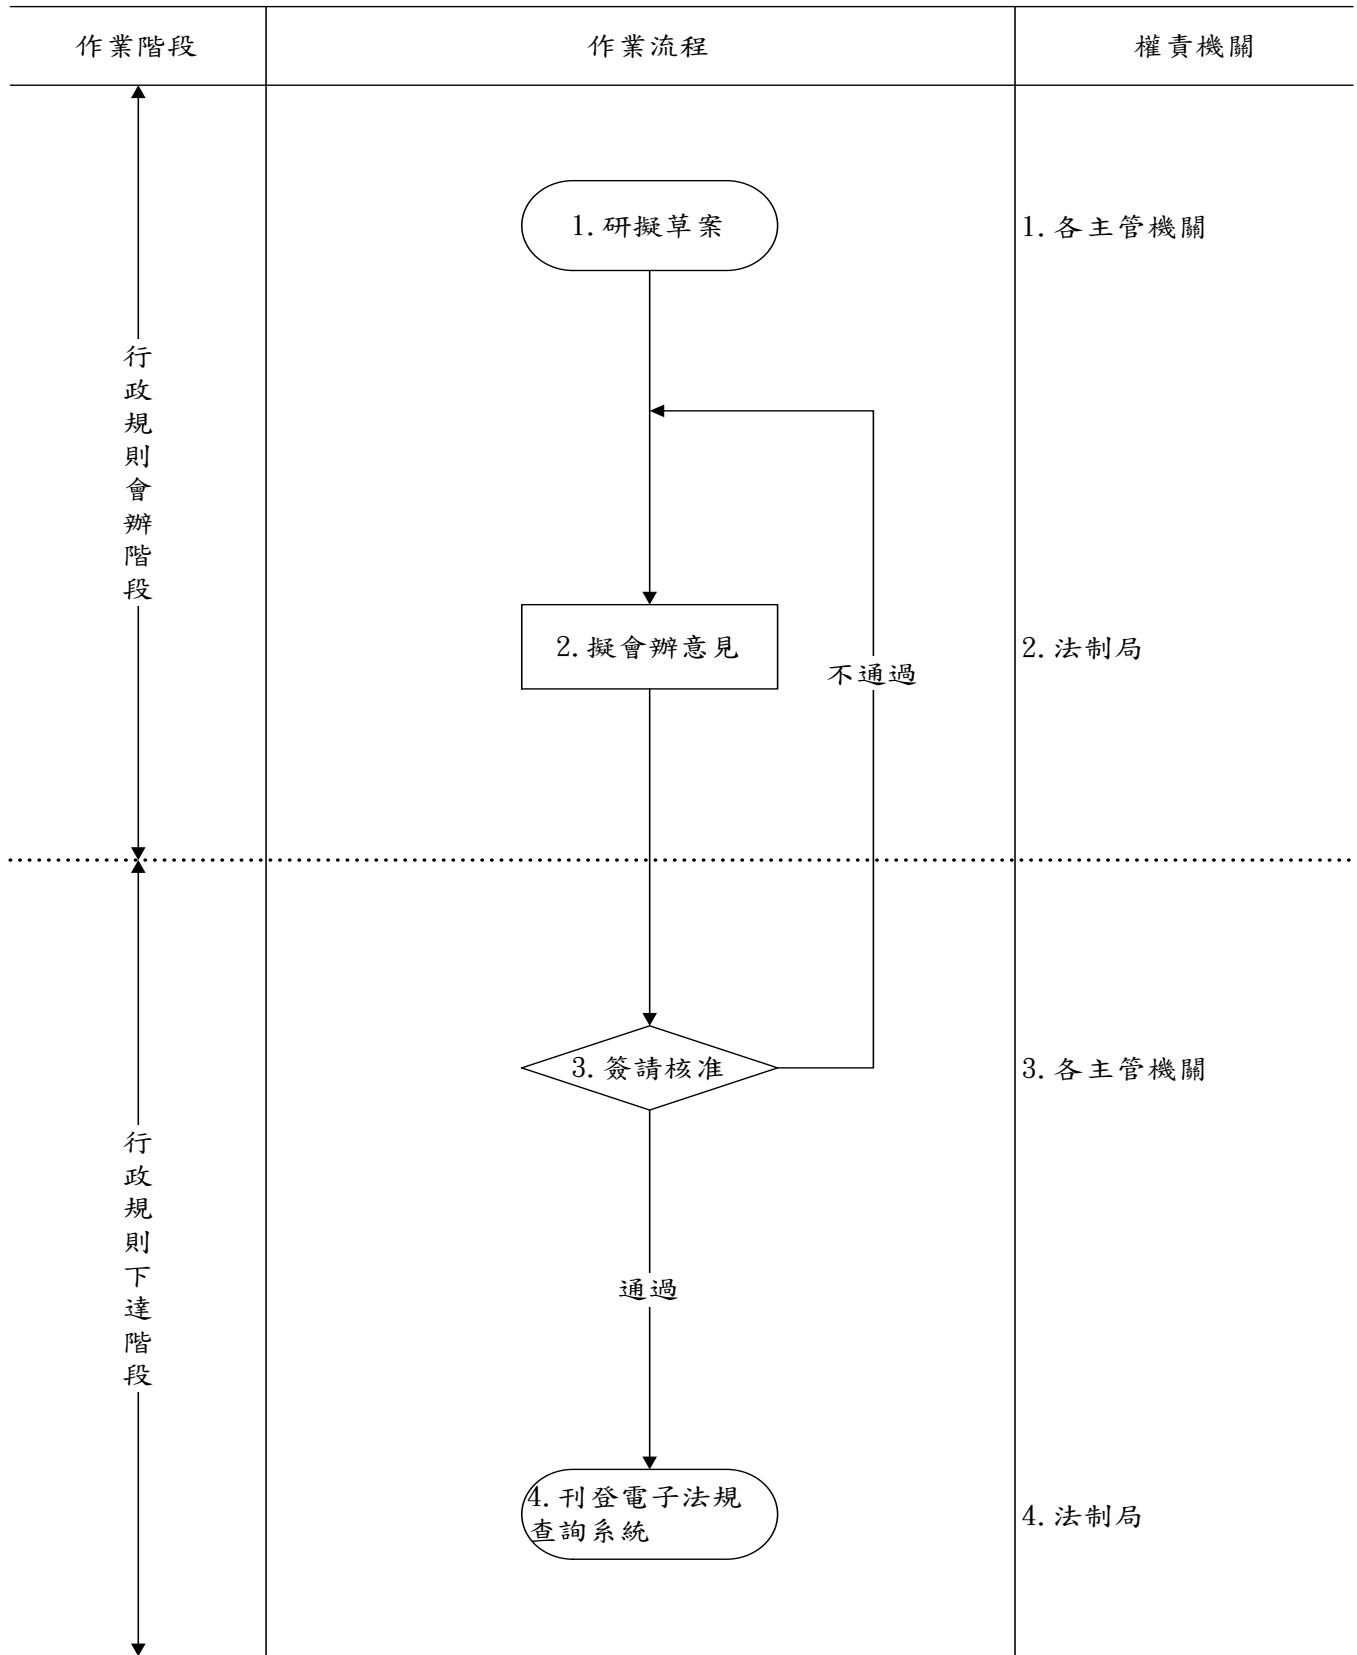 作業階段
作業流程
權責機關
行政規則會辦階段
1.研擬草案
1.各主管機關
2.擬會辦意見
不通過
2.法制局
行政規則下達階段
3.簽請核准
3.各主管機關
通過
4.刊登電子法規
查詢系統
4.法制局